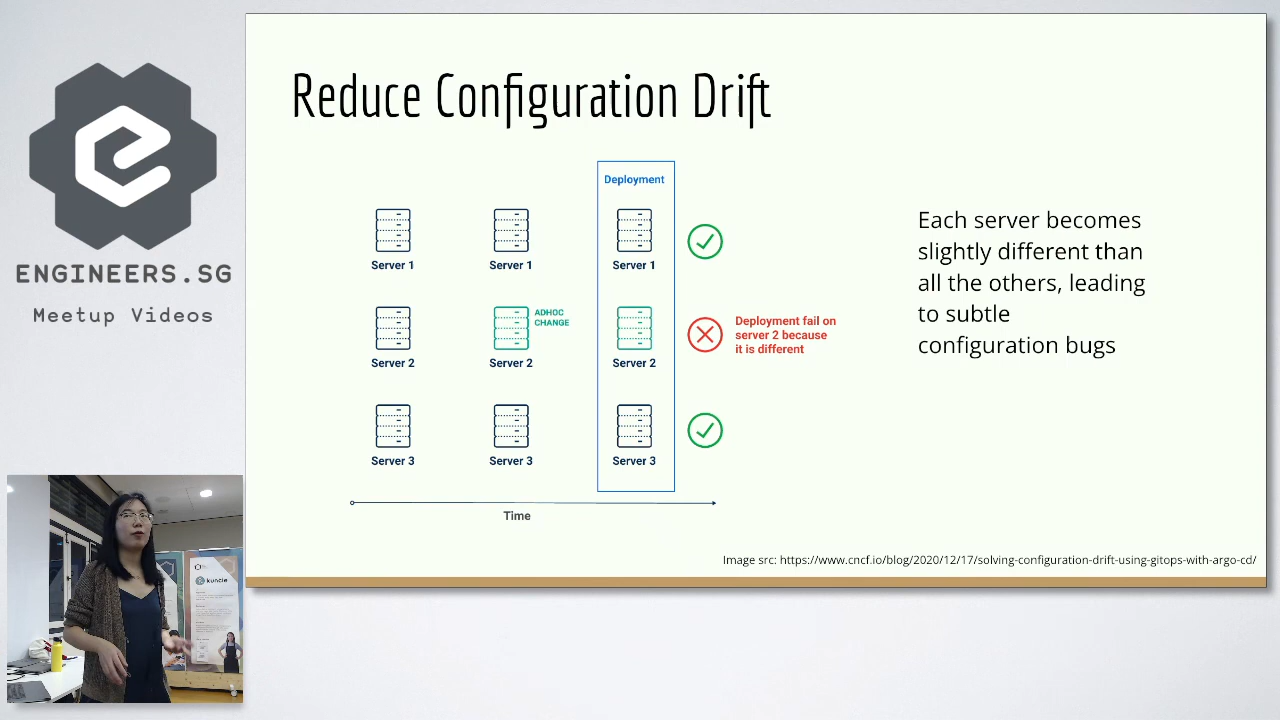 Reduce Configuration Drift
ENGINEERS.SG
Meetup Videos
Deployment
Server 1
Server 1
Server 1
ADHOC
CHANGE
Server 2
Server 2
Server 2
Deployment fail on
server 2 because
it is different
Server 3
Server 3
Server 3
Time
Each server becomes
slightly different than
all the others, leading
to subtle
configuration bugs
Image src: https://www.cncf.io/blog/2020/12/17/solving-configuration-drift-using-gitops-with-argo-cd/
kuncie